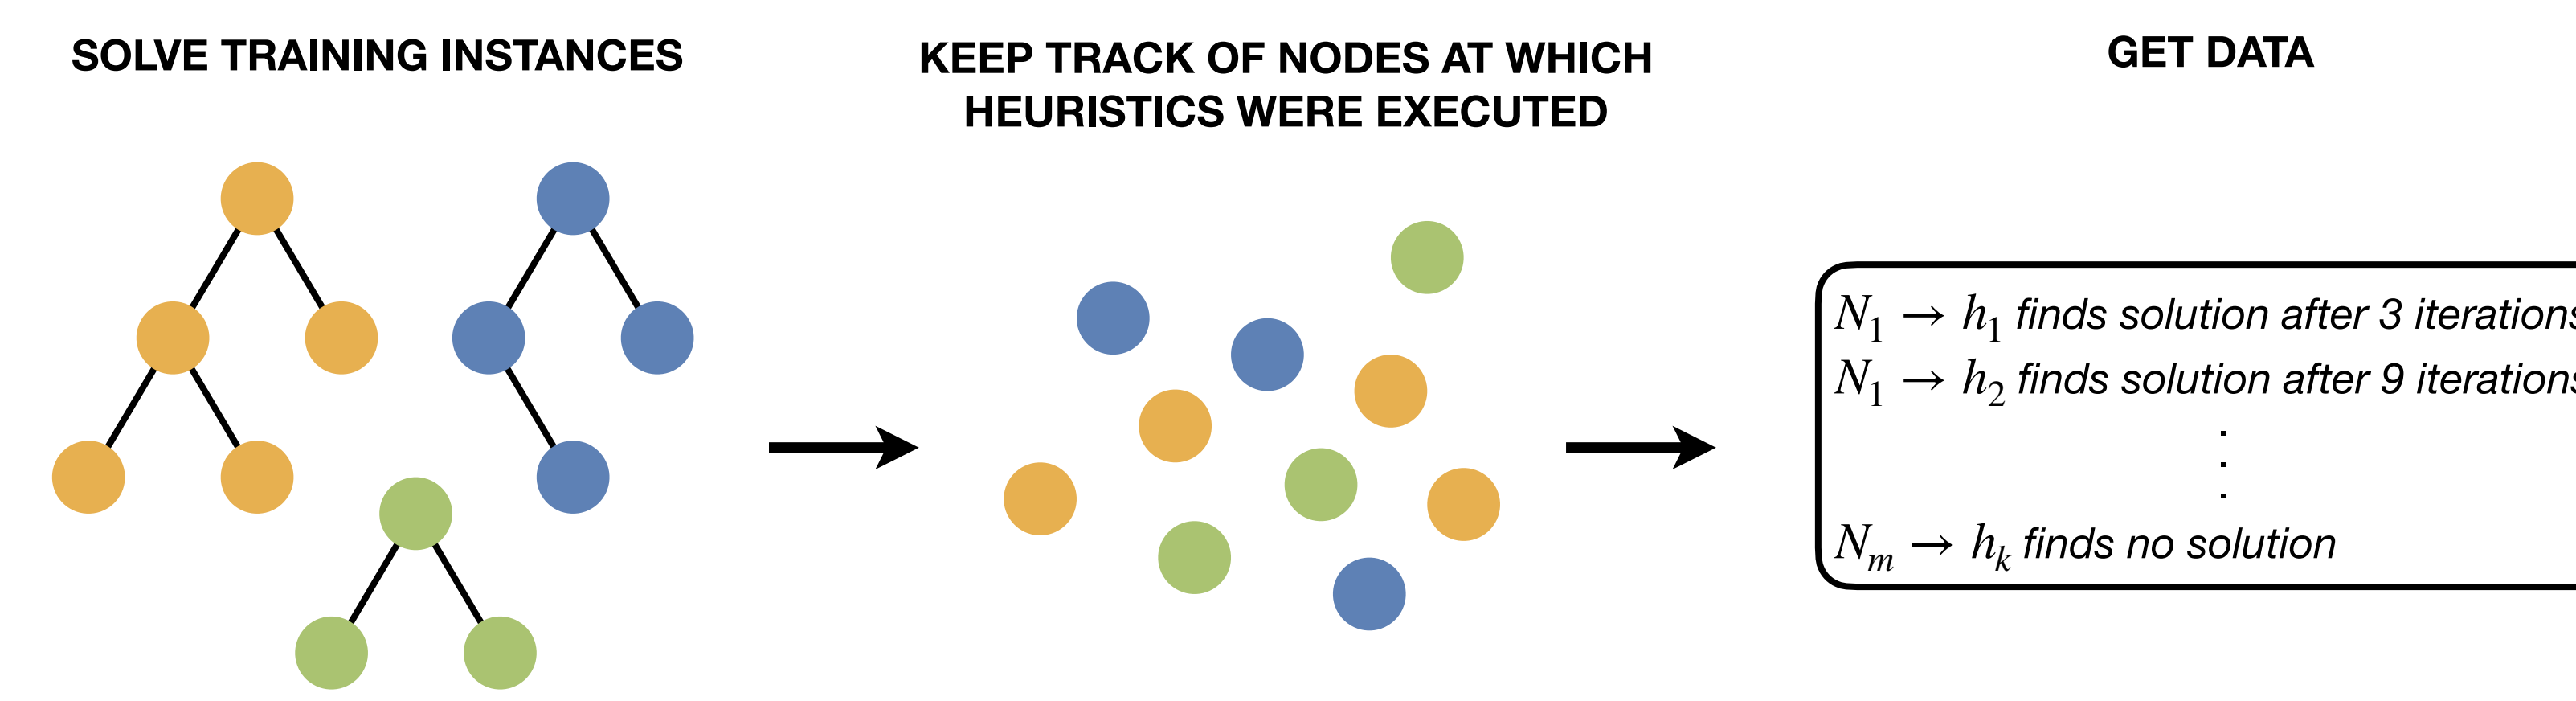 SOLVE TRAINING INSTANCES
KEEP TRACK OF NODES AT WHICH
HEURISTICS WERE EXECUTED
GET DATA
N₁ → h₁ finds solution after 3 iterations
N₁ → h₂ finds solution after 9 iterations
.
.
.
Nₘ → hₖ finds no solution